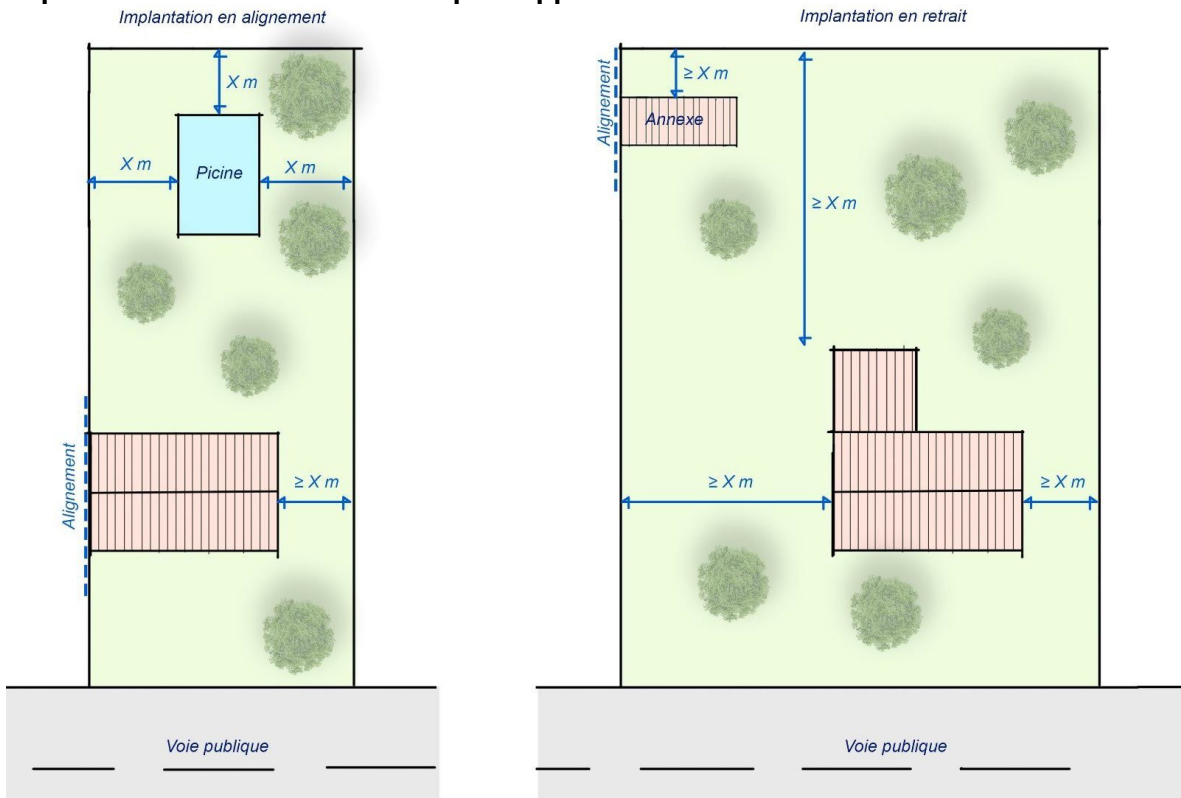 Implantation en alignement
X m
X m
Picine
X m
Alignement
≥ X m
Voie publique
Implantation en retrait
Alignement
≥ X m
Annexe
≥ X m
≥ X m
≥ X m
Voie publique